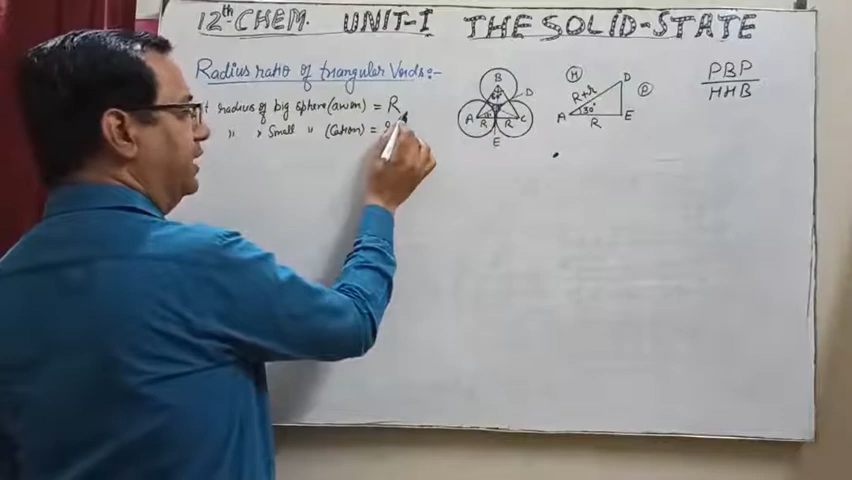 12th CHEM. UNIT-I THE SOLID-STATE
Radius ratio of triangular Voids:-
radius of big sphere (anion) = R
" " Small " (Cation) =
B
D
A R R C
E
H
R+r
30°
A R E
D
P
PBP
HHB